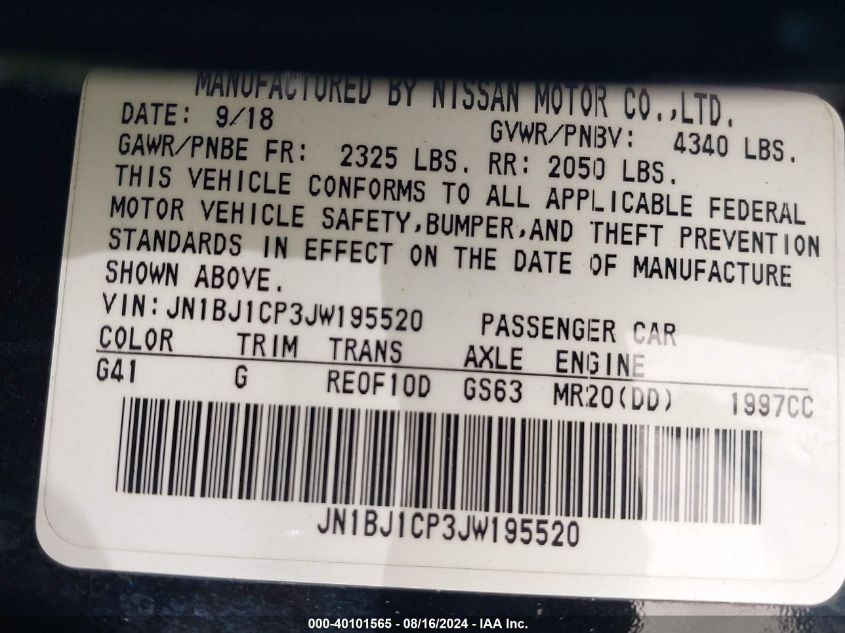 MANUFACTURED BY NISSAN MOTOR CO.,LTD.
DATE: 9/18 GVWR/PNBV: 4340 LBS.
GAWR/PNBE FR: 2325 LBS. RR: 2050 LBS.
THIS VEHICLE CONFORMS TO ALL APPLICABLE FEDERAL
MOTOR VEHICLE SAFETY,BUMPER,AND THEFT PREVENTION
STANDARDS IN EFFECT ON THE DATE OF MANUFACTURE
SHOWN ABOVE.
VIN:JN1BJ1CP3JW195520 PASSENGER CAR
COLOR TRIM TRANS AXLE ENGINE
G41 G RE0F10D GS63 MR20(DD) 1997CC
JN1BJ1CP3JW195520
000-40101565 - 08/16/2024 - IAA Inc.